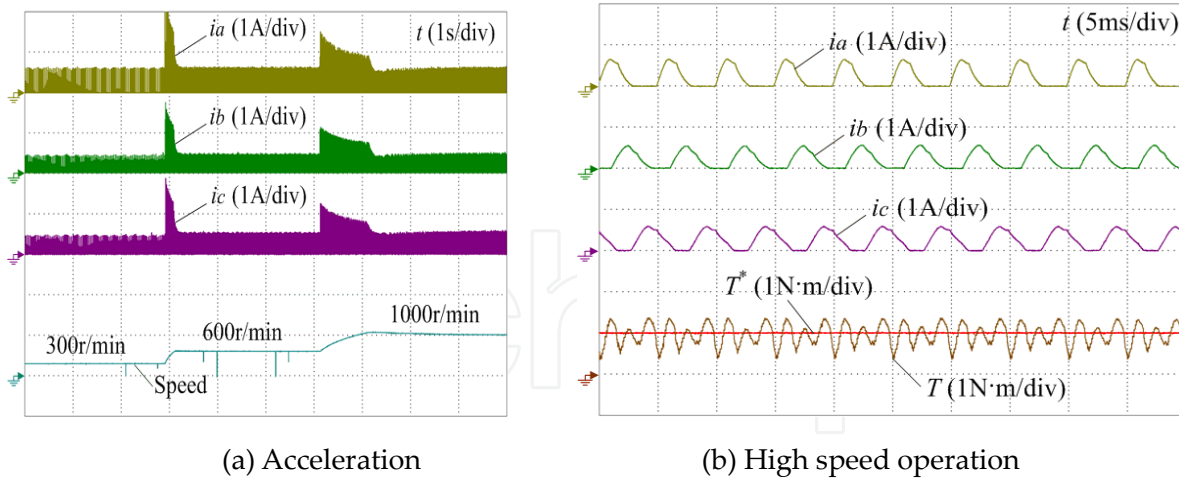 t (1s/div)
ia (1A/div)
ib (1A/div)
ic (1A/div)
300r/min
600r/min
1000r/min
Speed
(a) Acceleration
t (5ms/div)
ia (1A/div)
ib (1A/div)
ic (1A/div)
T* (1N·m/div)
T (1N·m/div)
(b) High speed operation